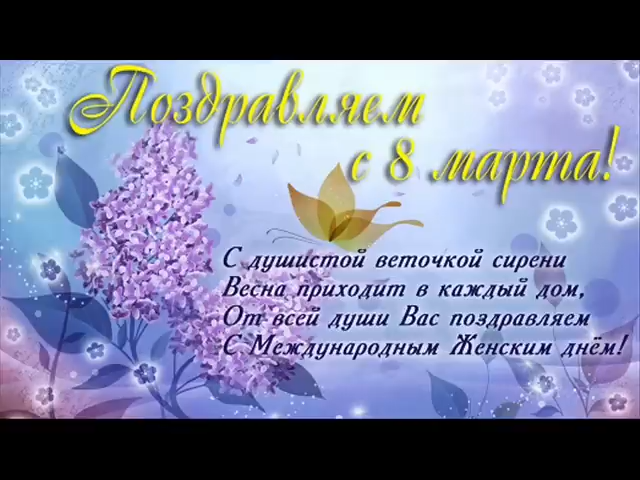 Поздравляем
с 8 марта!
С душистой веточкой сирени
Весна приходит в каждый дом,
От всей души Вас поздравляем
С Международным Женским днём!